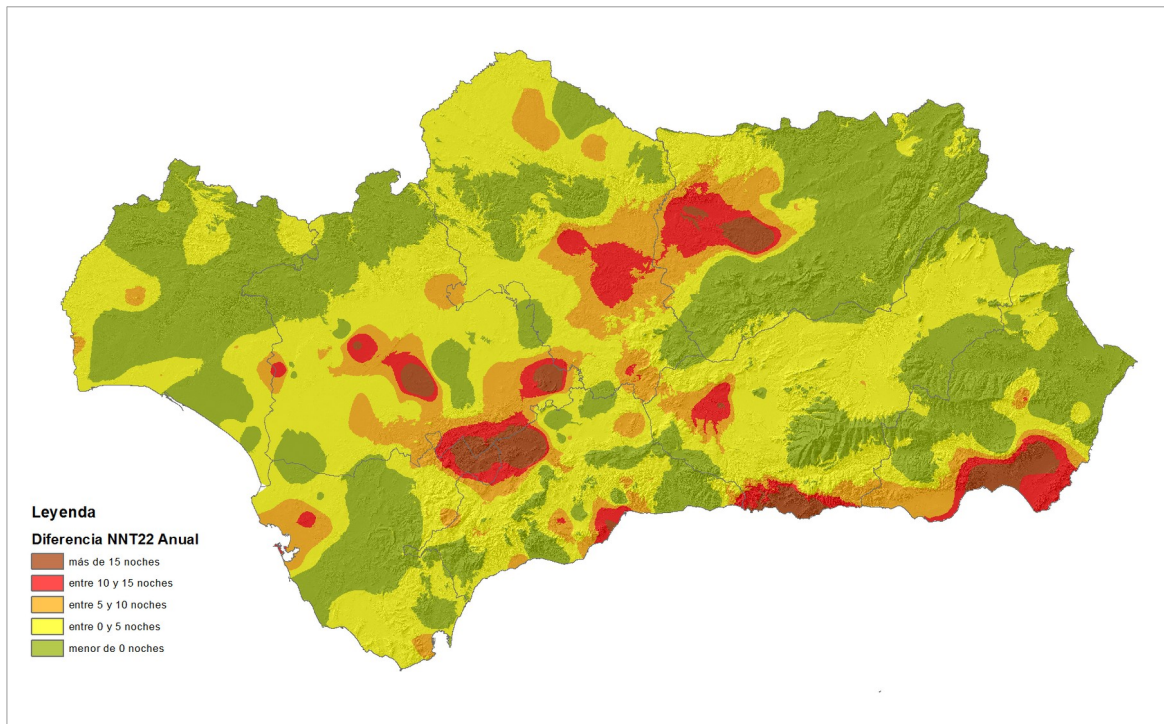 Leyenda
Diferencia NNT22 Anual
más de 15 noches
entre 10 y 15 noches
entre 5 y 10 noches
entre 0 y 5 noches
menor de 0 noches